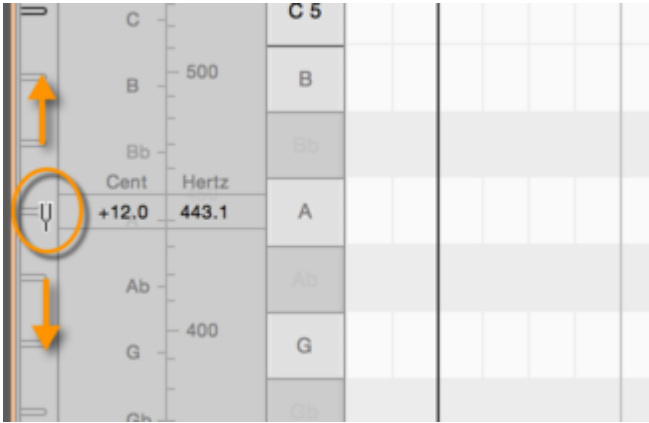 C C 5
500
B B
Bb Bb
Cent Hertz
+12.0 443.1 A
Ab Ab
400
G G
Gb Gb